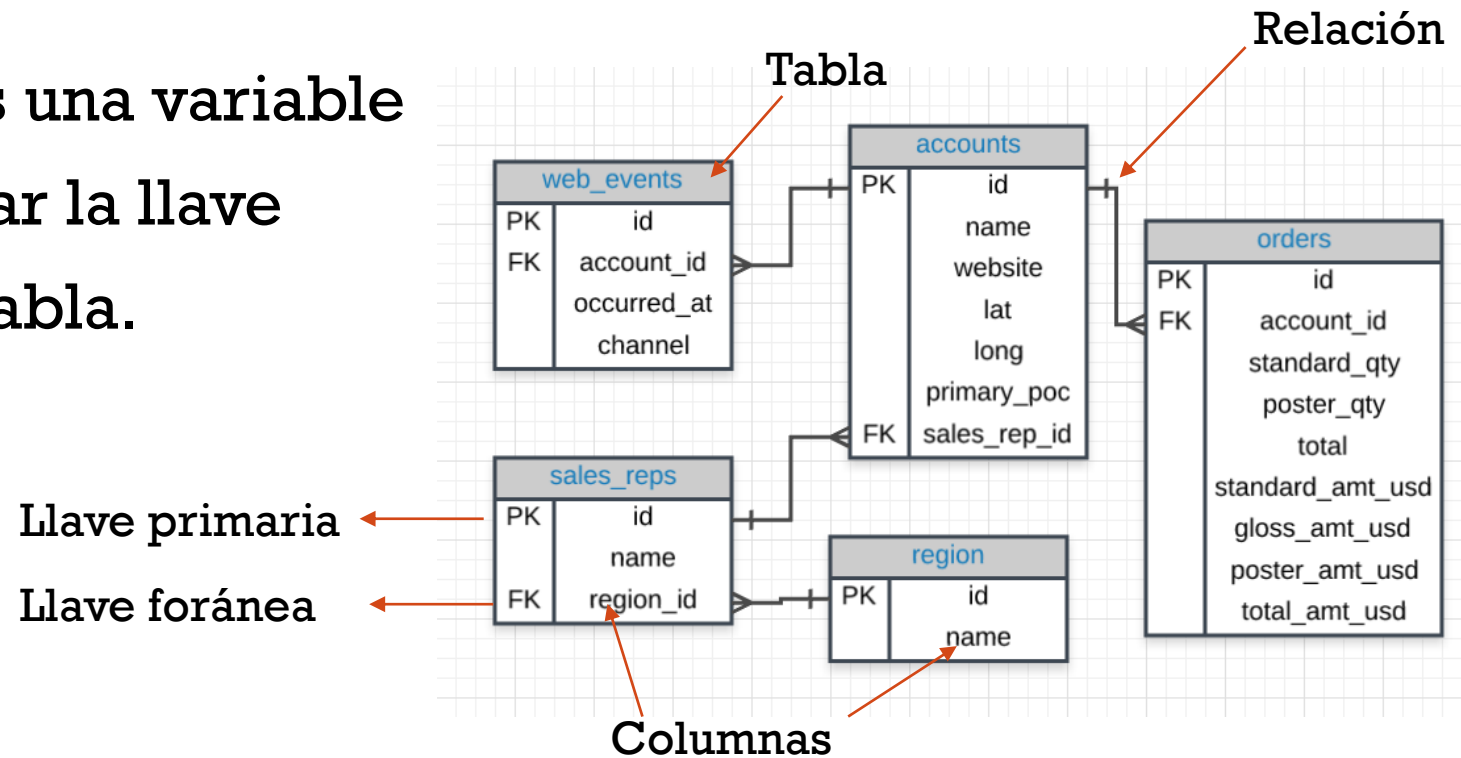 s una variable
ar la llave
abla.
Tabla
Relación
web_events
PK id
FK account_id
occurred_at
channel
accounts
PK id
name
website
lat
long
primary_poc
FK sales_rep_id
orders
PK id
FK account_id
standard_qty
poster_qty
total
standard_amt_usd
gloss_amt_usd
poster_amt_usd
total_amt_usd
sales_reps
PK id
name
FK region_id
region
PK id
name
Llave primaria
Llave foránea
Columnas